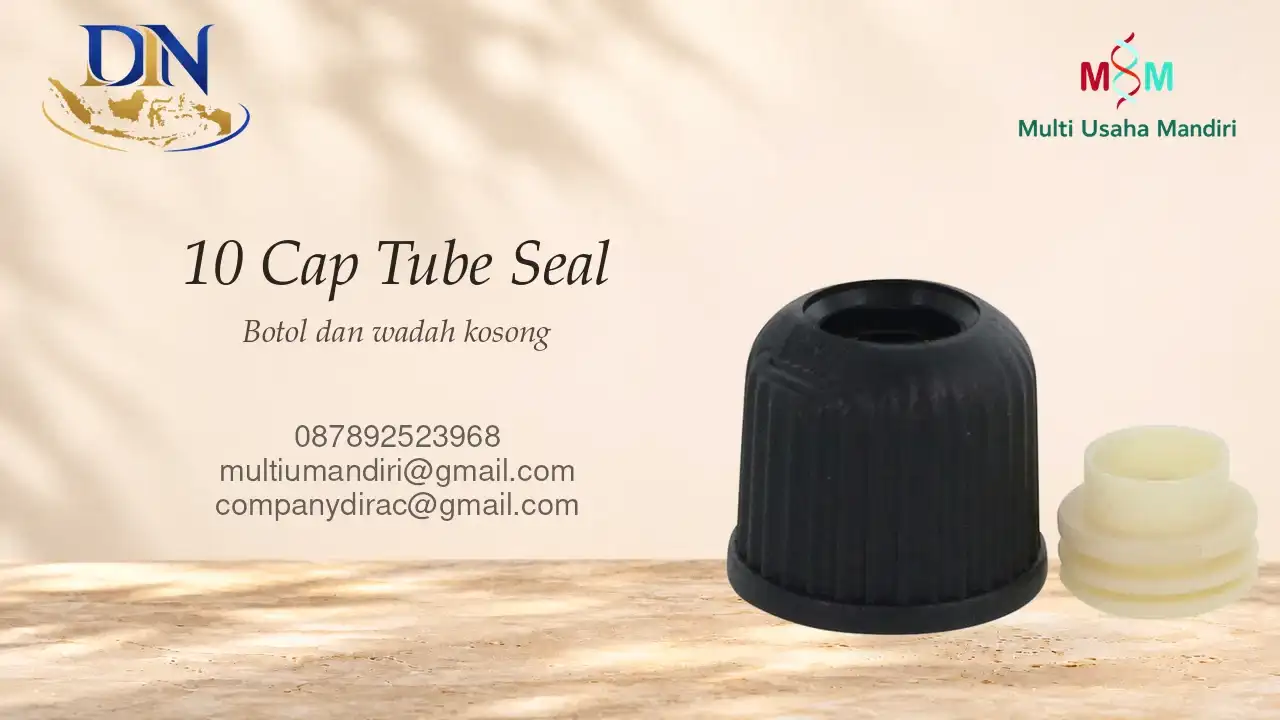 DN
M M
Multi Usaha Mandiri
10 Cap Tube Seal
Botol dan wadah kosong
087892523968
multiumandiri@gmail.com
companydirac@gmail.com